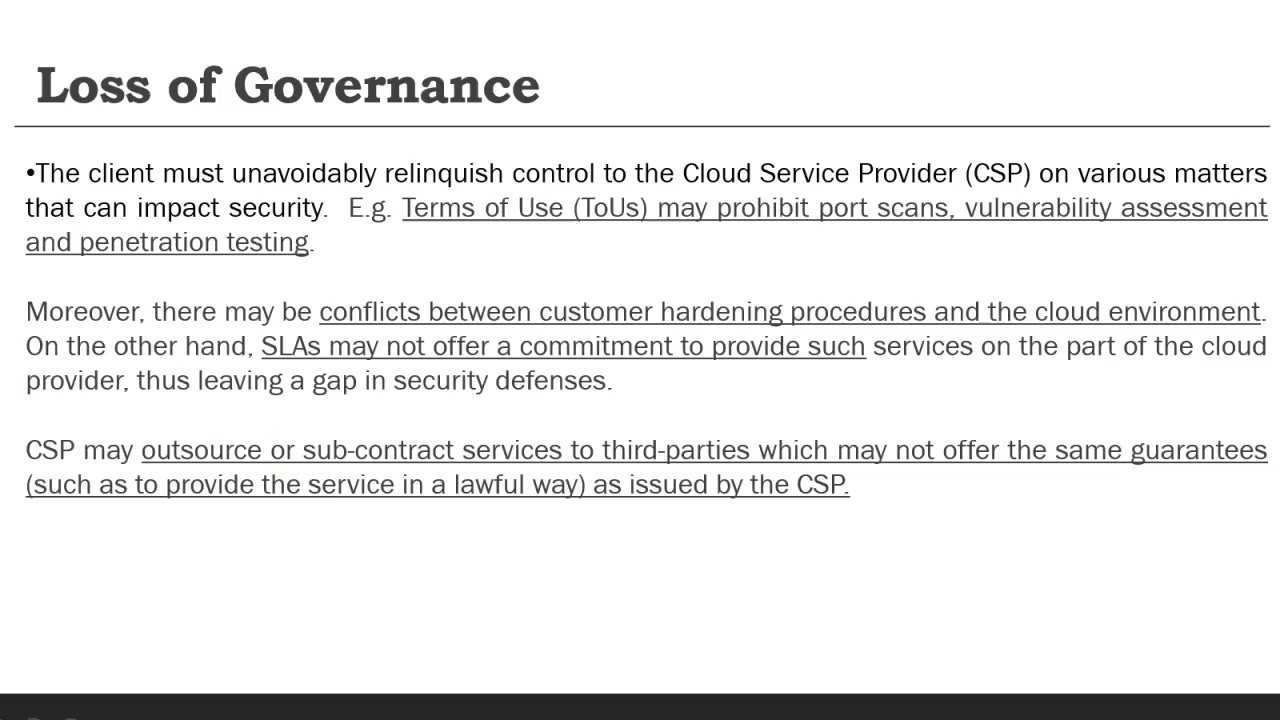 Loss of Governance
•The client must unavoidably relinquish control to the Cloud Service Provider (CSP) on various matters
that can impact security.  E.g. Terms of Use (ToUs) may prohibit port scans, vulnerability assessment
and penetration testing.
Moreover, there may be conflicts between customer hardening procedures and the cloud environment.
On the other hand, SLAs may not offer a commitment to provide such services on the part of the cloud
provider, thus leaving a gap in security defenses.
CSP may outsource or sub-contract services to third-parties which may not offer the same guarantees
(such as to provide the service in a lawful way) as issued by the CSP.